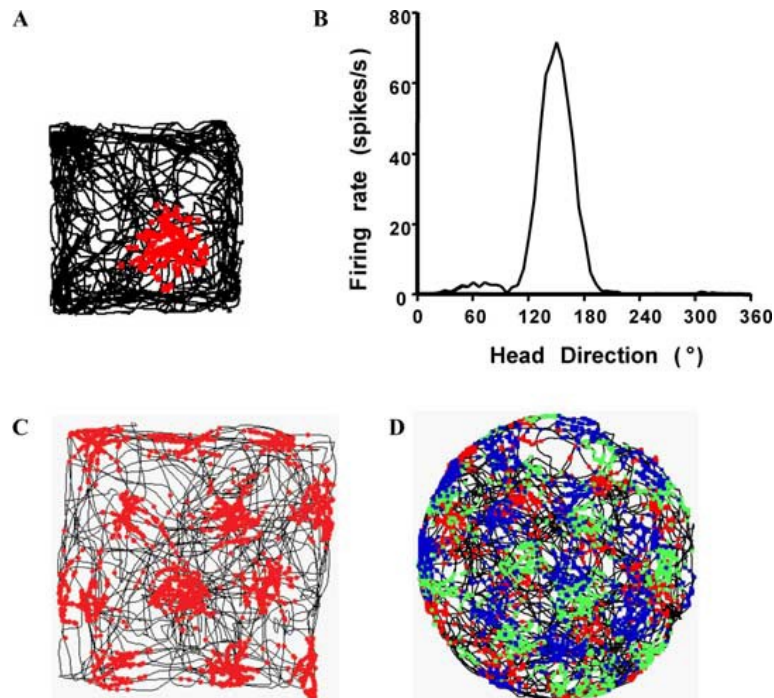 A
B
Firing rate (spikes/s)
80
60
40
20
0
0 60 120 180 240 300 360
Head Direction (°)
C
D